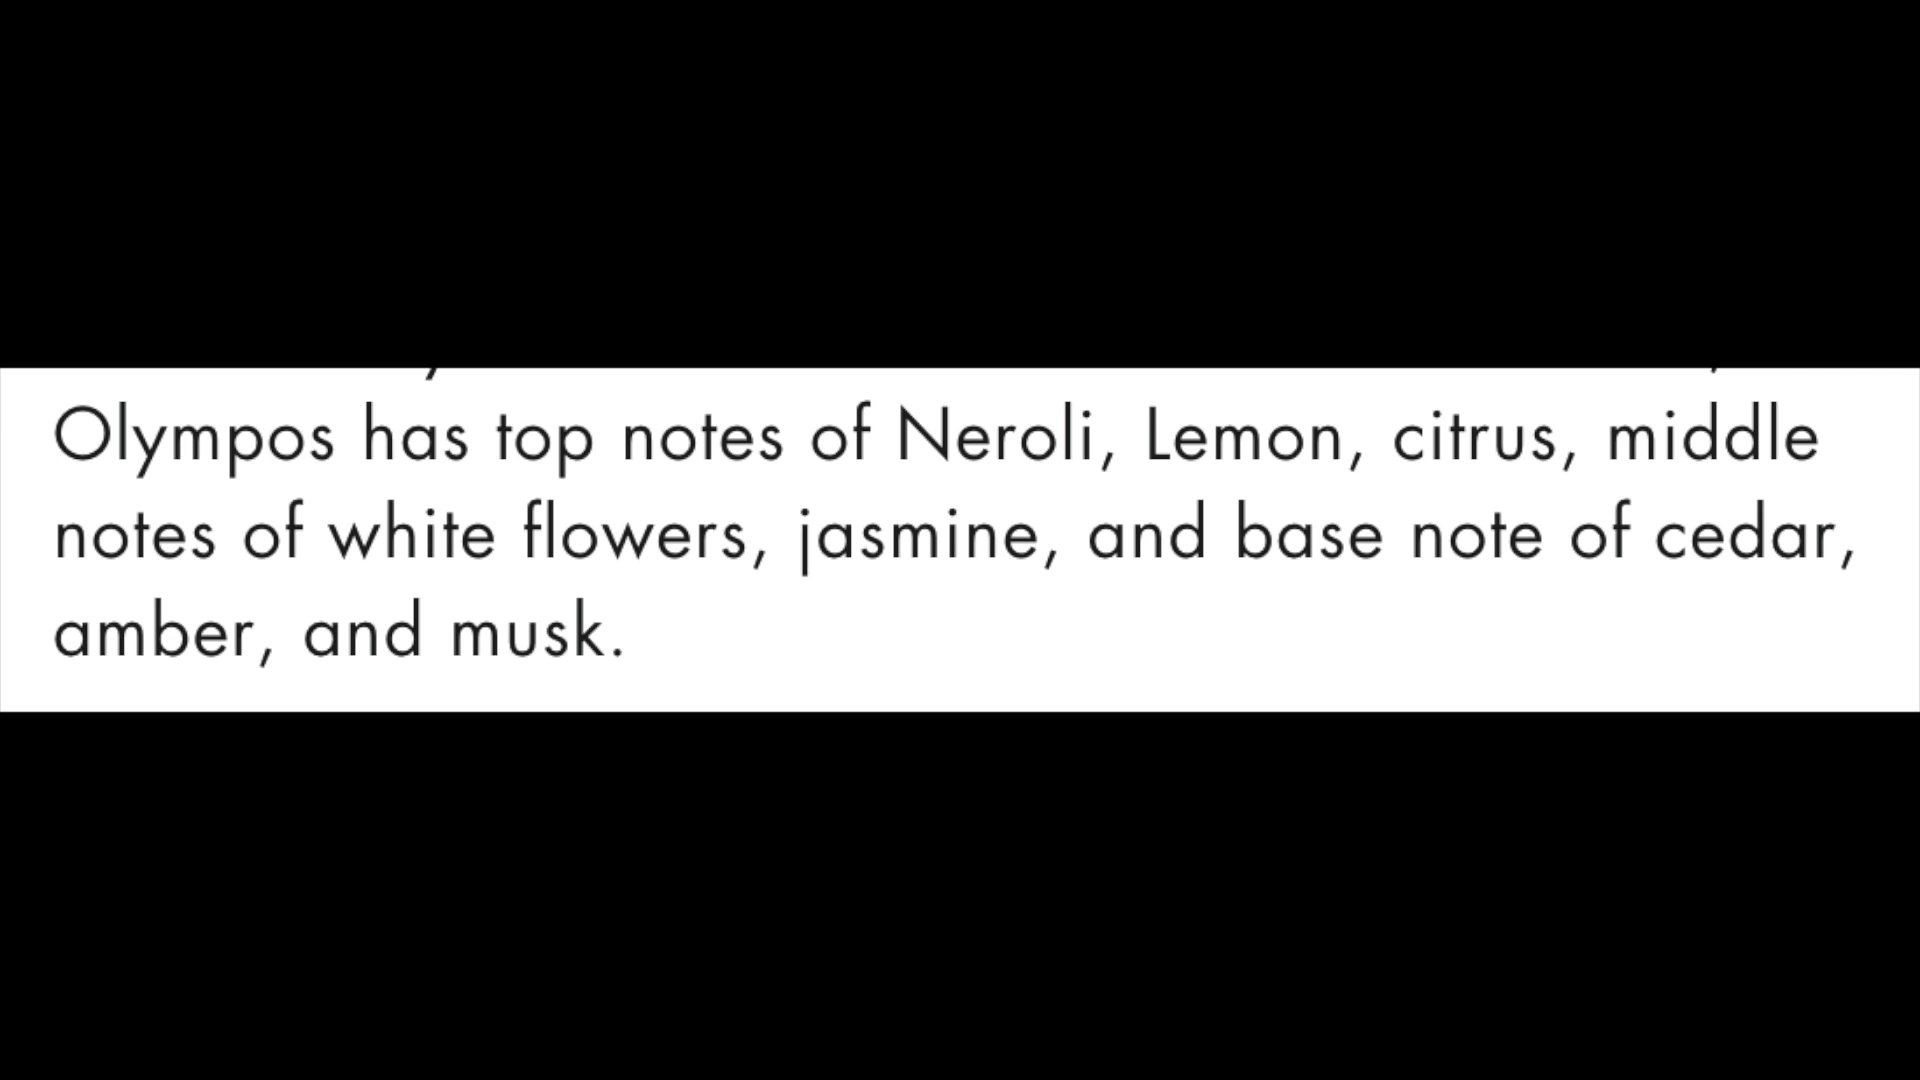 Olympos has top notes of Neroli, Lemon, citrus, middle
notes of white flowers, jasmine, and base note of cedar,
amber, and musk.